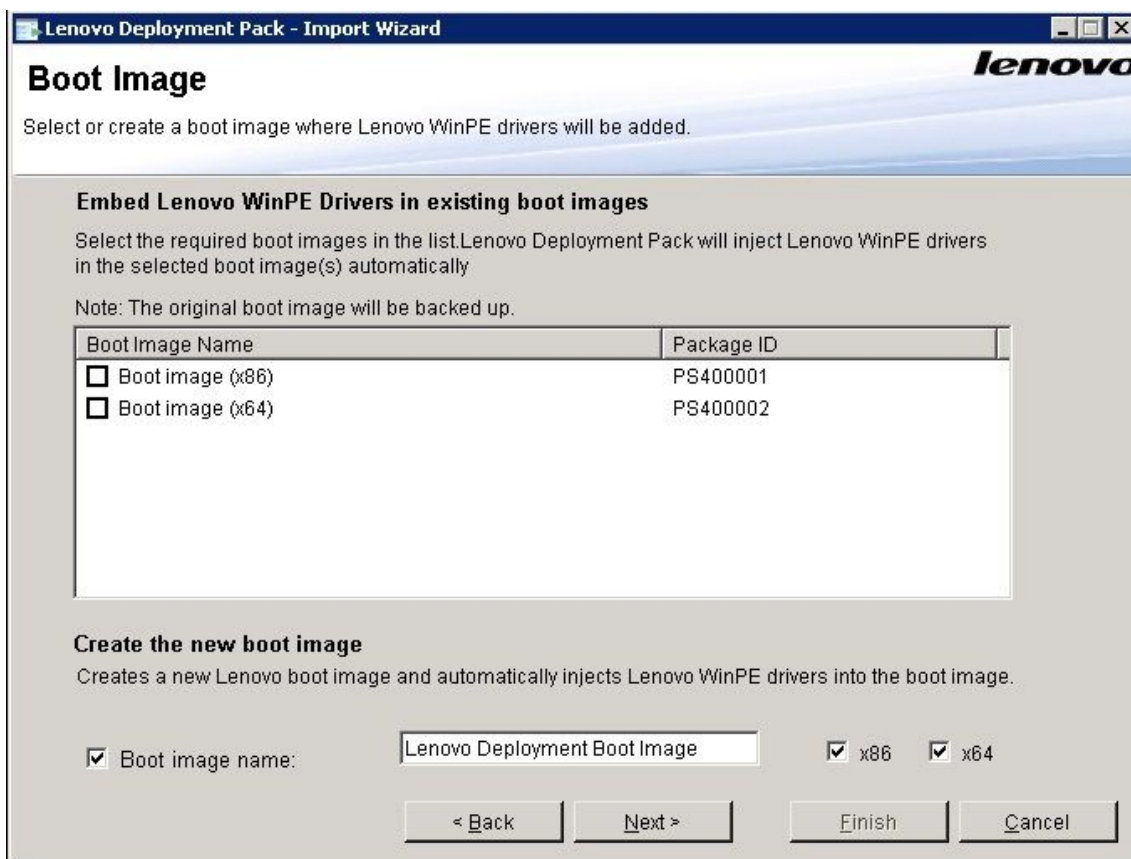 Lenovo Deployment Pack - Import Wizard
lenovo
Boot Image
Select or create a boot image where Lenovo WinPE drivers will be added.
Embed Lenovo WinPE Drivers in existing boot images
Select the required boot images in the list.Lenovo Deployment Pack will inject Lenovo WinPE drivers
in the selected boot image(s) automatically
Note: The original boot image will be backed up.
Boot Image Name Package ID
Boot image (x86) PS400001
Boot image (x64) PS400002
Create the new boot image
Creates a new Lenovo boot image and automatically injects Lenovo WinPE drivers into the boot image.
Boot image name: Lenovo Deployment Boot Image x86 x64
< Back Next > Finish Cancel